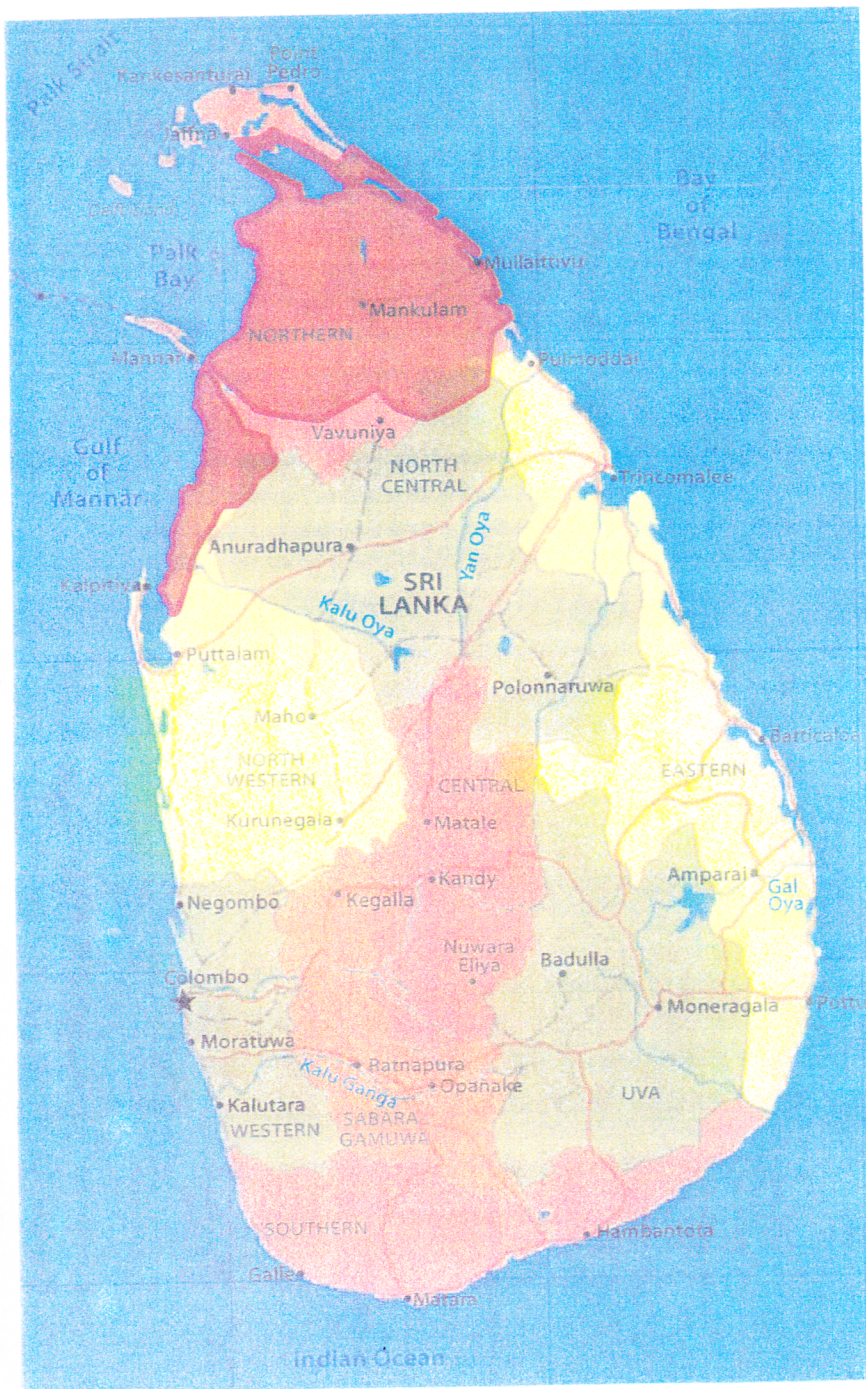 Palk Strait
Point
Pedro
Kankesanturai
Jaffna
Bay
of
Bengal
Palk
Bay
Mullaittivu
Mankulam
NORTHERN
Mannar
Pulmoddai
Vavuniya
Gulf
of
Mannar
NORTH
CENTRAL
Trincomalee
Anuradhapura
Yan Oya
Kalpitiya
SRI
LANKA
Kalu Oya
Puttalam
Polonnaruwa
Maho
Batticaloa
NORTH
WESTERN
EASTERN
CENTRAL
Kurunegala
Matale
Amparai
Kandy
Gal
Oya
Negombo
Kegalla
Nuwara
Eliya
Badulla
Colombo
Moneragala
Pottu
Moratuwa
Ratnapura
Kalu Ganga
Opanake
UVA
Kalutara
WESTERN
SABARA
GAMUWA
SOUTHERN
Hambantota
Galle
Matara
Indian Ocean